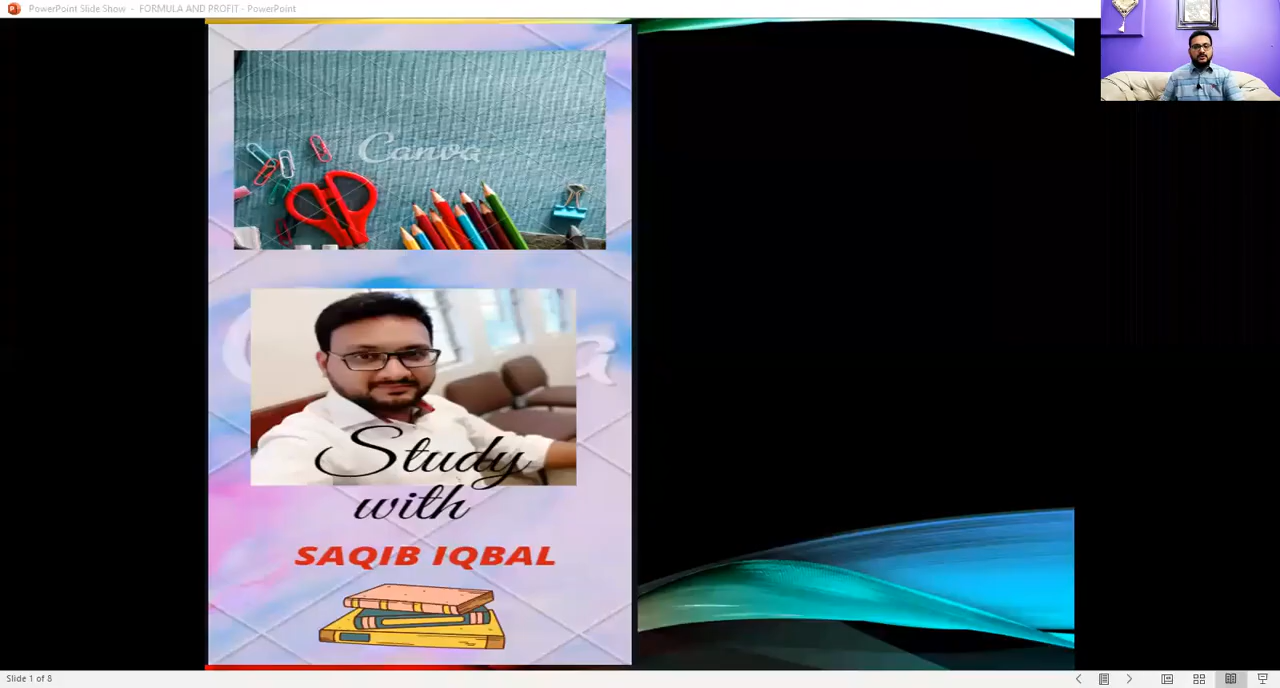 PowerPoint Slide Show - FORMULA AND PROFIT - PowerPoint
Canva
Study
with
SAQIB IQBAL
Slide 1 of 8